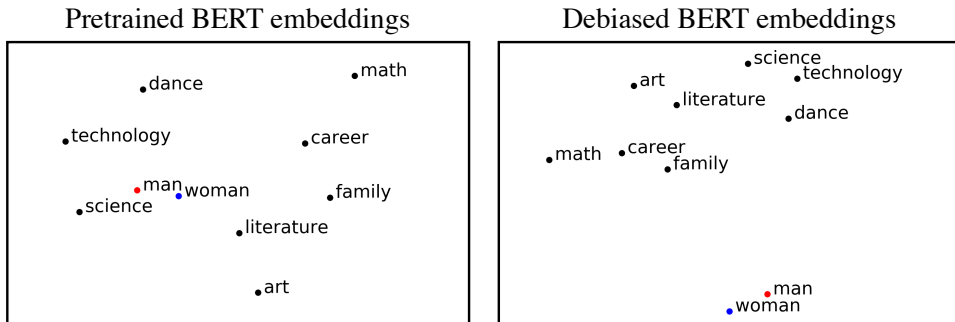 Pretrained BERT embeddings
dance
math
technology
career
man
woman
family
science
literature
art
Debiased BERT embeddings
science
technology
art
literature
dance
career
math
family
man
woman